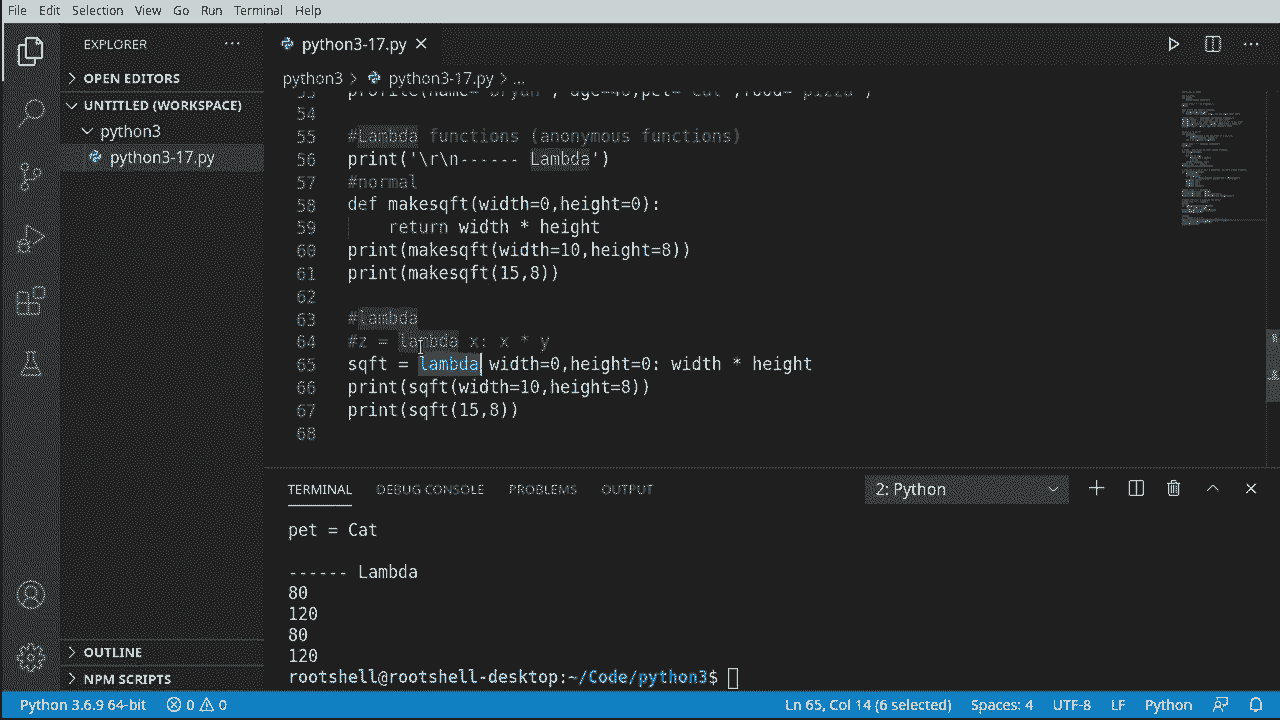 File Edit Selection View Go Run Terminal Help
EXPLORER
OPEN EDITORS
UNTITLED (WORKSPACE)
python3
python3-17.py
OUTLINE
NPM SCRIPTS
python3-17.py
python3 > python3-17.py > ...
53 profile(name='bryan', age=46,pet='cat',food='pizza')
54
55 #Lambda functions (anonymous functions)
56 print('\r\n------ Lambda')
57 #normal
58 def makesqft(width=0,height=0):
59 return width * height
60 print(makesqft(width=10,height=8))
61 print(makesqft(15,8))
62
63 #lambda
64 #z = lambda x: x * y
65 sqft = lambda width=0,height=0: width * height
66 print(sqft(width=10,height=8))
67 print(sqft(15,8))
68
TERMINAL DEBUG CONSOLE PROBLEMS OUTPUT 2: Python
pet = Cat
------ Lambda
80
120
80
120
rootshell@rootshell-desktop:~/Code/python3$
Python 3.6.9 64-bit 0 0 Ln 65, Col 14 (6 selected) Spaces: 4 UTF-8 LF Python